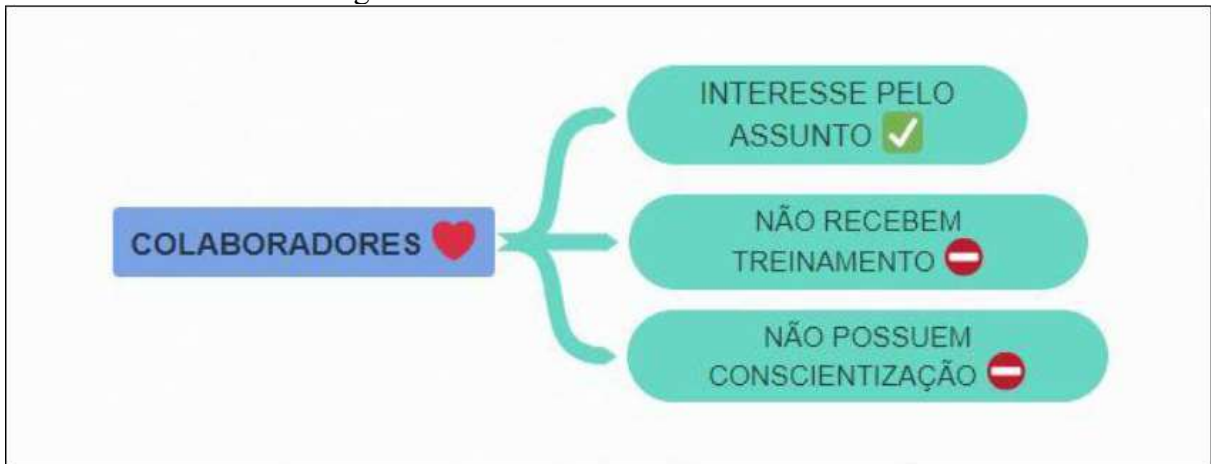 COLABORADORES
INTERESSE PELO
ASSUNTO
NÃO RECEBEM
TREINAMENTO
NÃO POSSUEM
CONSCIENTIZAÇÃO